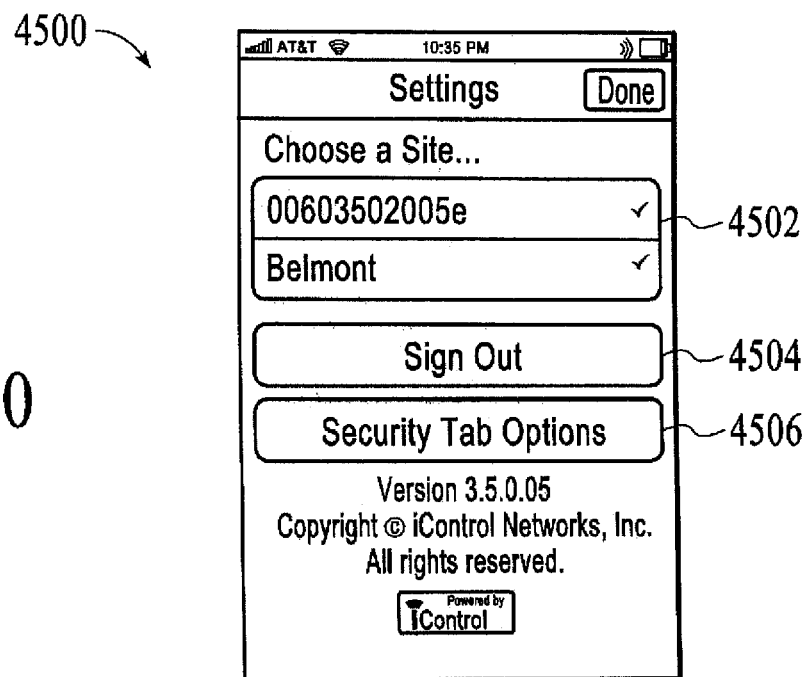 4500
AT&T 10:35 PM
Settings Done
Choose a Site...
00603502005e ✓ 4502
Belmont ✓
Sign Out 4504
0
Security Tab Options 4506
Version 3.5.0.05
Copyright © iControl Networks, Inc.
All rights reserved.
Powered by
iControl